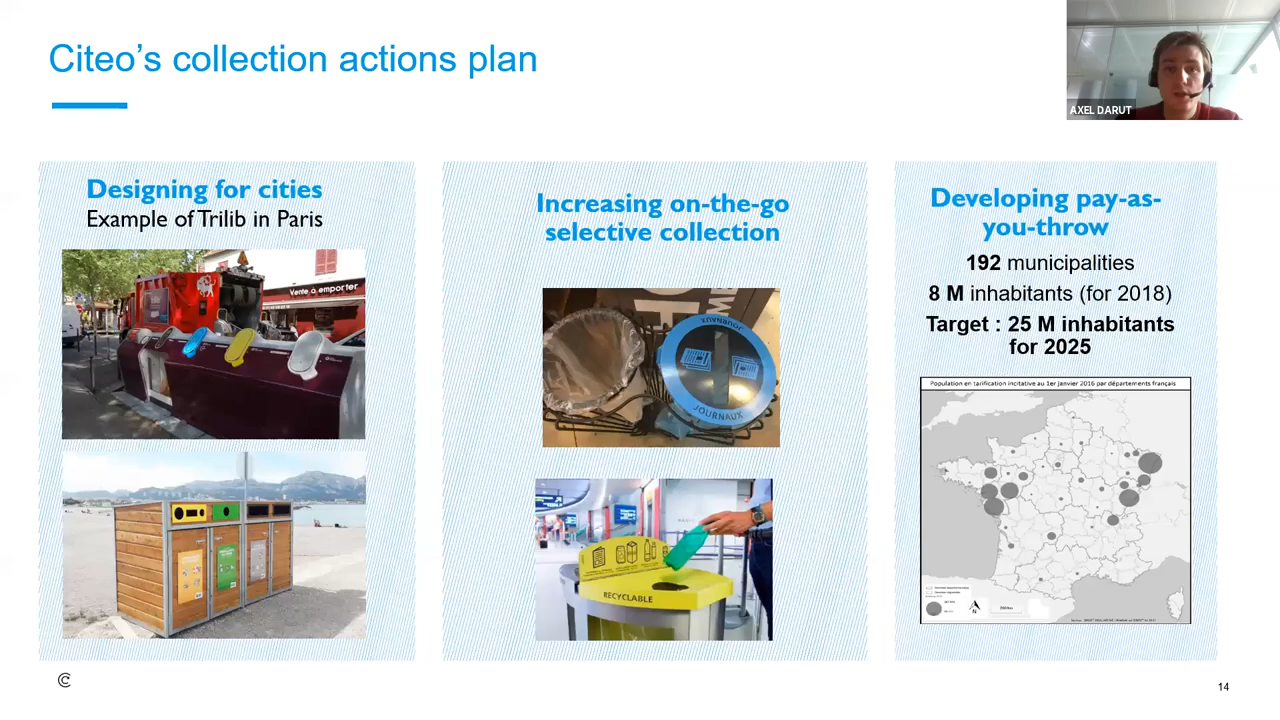 Citeo’s collection actions plan
AXEL DARUT
Designing for cities
Example of Trilib in Paris
Vente à emporter
Increasing on-the-go
selective collection
JOURNAUX
JOURNAUX
RECYCLABLE
Developing pay-as-
you-throw
192 municipalities
8 M inhabitants (for 2018)
Target : 25 M inhabitants
for 2025
Population en tarification incitative au 1er janvier 2016 par départements français
N
14